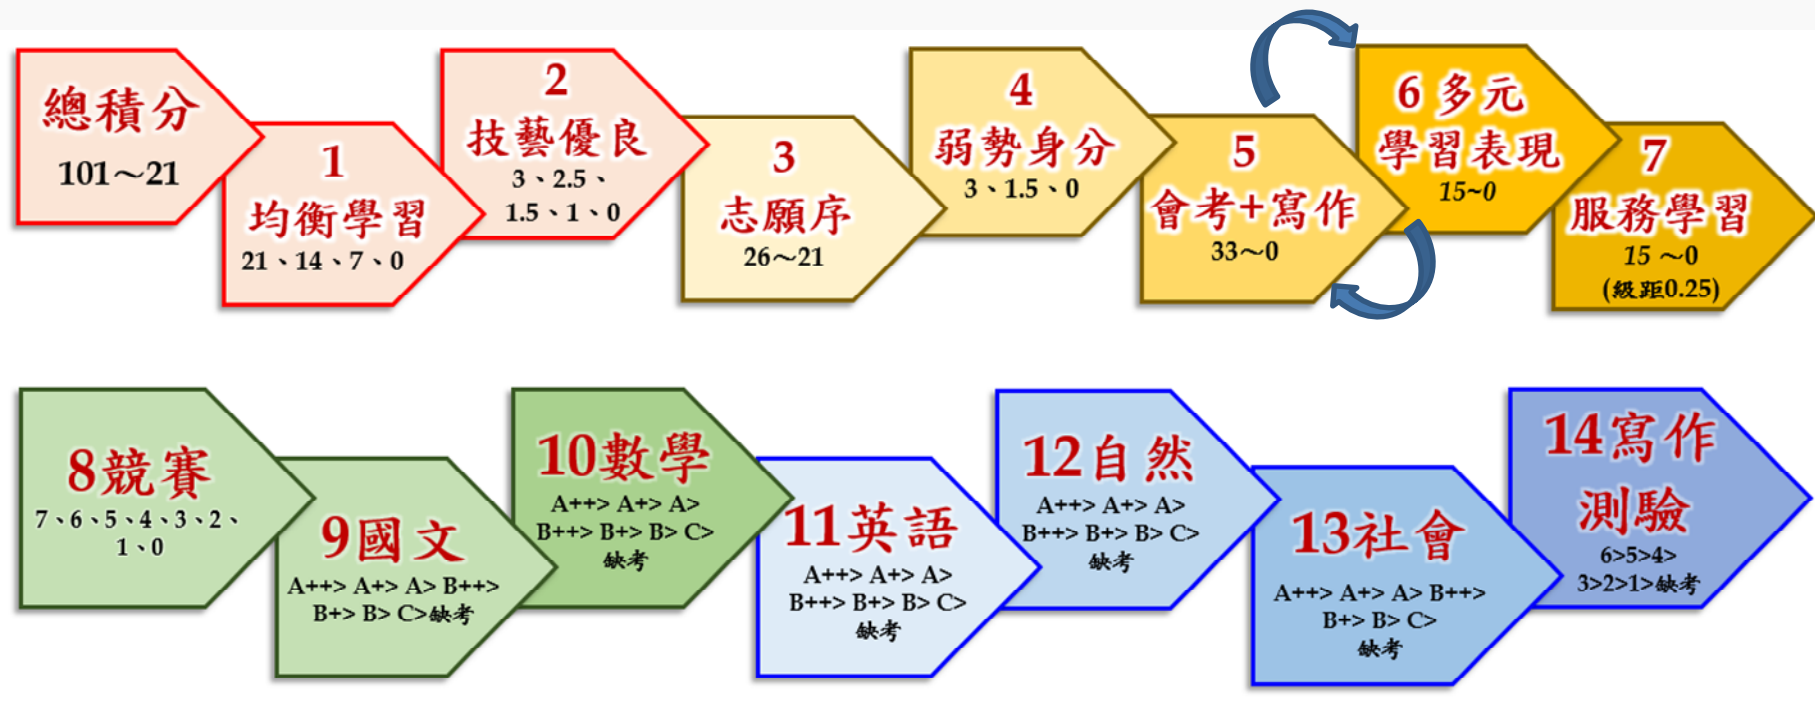 總積分
101～21
1
均衡學習
21、14、7、0
2
技藝優良
3、2.5、
1.5、1、0
3
志願序
26～21
4
弱勢身分
3、1.5、0
5
會考+寫作
33～0
6 多元
學習表現
15~0
7
服務學習
15 ～0
(級距0.25)
8競賽
7、6、5、4、3、2、
1、0
9國文
A++> A+> A> B++>
B+> B> C>缺考
10數學
A++> A+> A>
B++> B+> B> C>
缺考
11英語
A++> A+> A>
B++> B+> B> C>
缺考
12自然
A++> A+> A>
B++> B+> B> C>
缺考
13社會
A++> A+> A> B++>
B+> B> C>
缺考
14寫作
測驗
6>5>4>
3>2>1>缺考